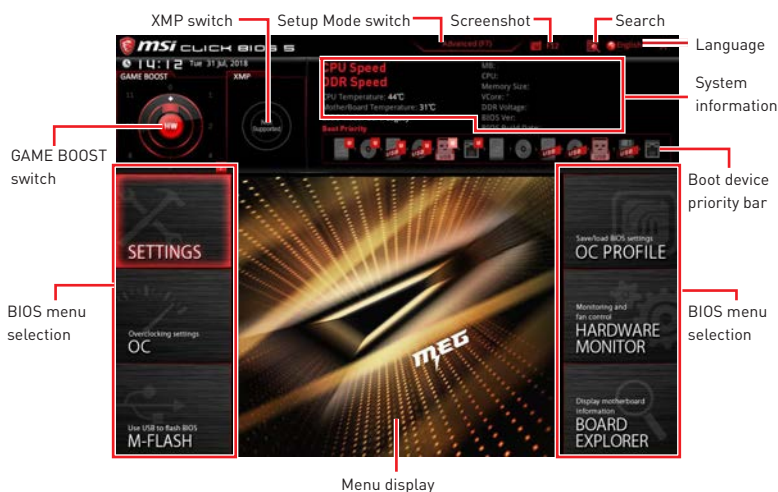 XMP switch
Setup Mode switch
Screenshot
Search
msi CLICK BIOS 5
Advanced (F7)
F12
English
Language
14:12 Tue 31 Jul, 2018
GAME BOOST
XMP
HW
CPU Speed
DDR Speed
CPU Temperature: 44°C
MotherBoard Temperature: 31°C
MB:
CPU:
Memory Size:
VCore:
DDR Voltage:
BIOS Ver:
BIOS Build Date:
System
information
Boot Priority
GAME BOOST
switch
Boot device
priority bar
SETTINGS
Overclocking settings
OC
Use USB to flash BIOS
M-FLASH
MEG
Save/load BIOS settings
OC PROFILE
Monitoring and
fan control
HARDWARE
MONITOR
Display motherboard
information
BOARD
EXPLORER
BIOS menu
selection
BIOS menu
selection
Menu display